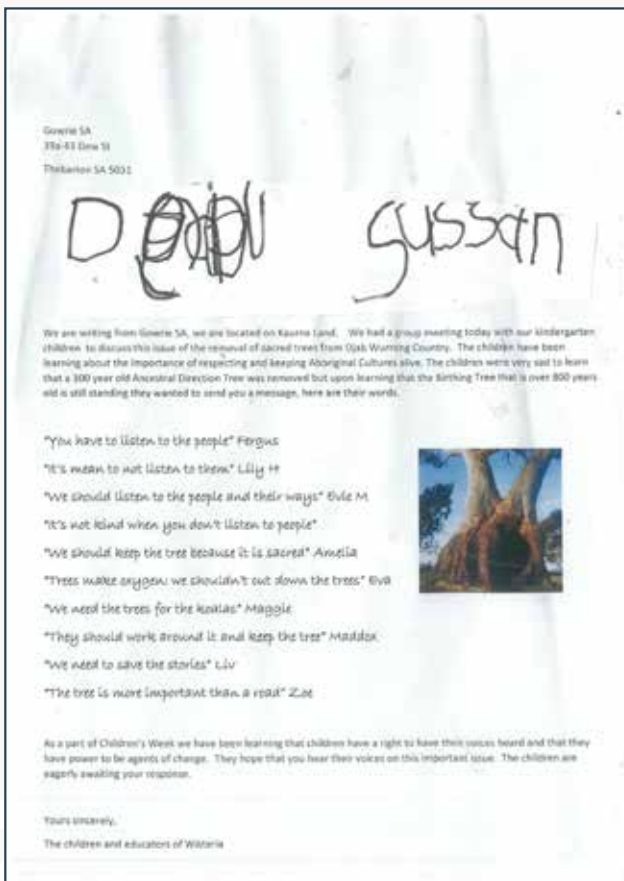 Gowrie SA
39a-43 Dew St
Thebarton SA 5031
D sussan
We are writing from Gowrie SA, we are located on Kaurna Land. We had a group meeting today with our kindergarten
children to discuss this issue of the removal of sacred trees from Djab Wurrung Country. The children have been
learning about the importance of respecting and keeping Aboriginal Cultures alive. The children were very sad to learn
that a 300 year old Ancestral Direction Tree was removed but upon learning that the Birthing Tree that is over 800 years
old is still standing they wanted to send you a message, here are their words.
"You have to listen to the people" Fergus
"It's mean to not listen to them" Lily H
"We should listen to the people and their ways" Evie M
"It's not kind when you don't listen to people"
"We should keep the tree because it is sacred" Amelia
"Trees make oxygen: we shouldn't cut down the trees" Eva
"We need the trees for the koalas" Maggie
"They should work around it and keep the tree" Maddox
"We need to save the stories" Liv
"The tree is more important than a road" Zoe
As a part of Children's Week we have been learning that children have a right to have their voices heard and that they
have power to be agents of change. They hope that you hear their voices on this important issue. The children are
eagerly awaiting your response.
Yours sincerely,
The children and educators of Wiltarla